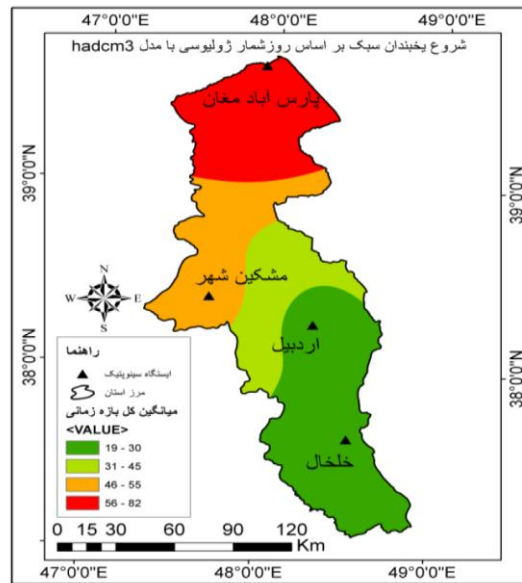 47°0'0"E 48°0'0"E 49°0'0"E
شروع یخبندان سبک بر اساس روزشمار ژولیوسی با مدل hadcm3
پارس آباد مغان
39°0'0"N 39°0'0"N
مشکین شهر
N
W E
S
اردبیل
38°0'0"N 38°0'0"N
خلخال
راهنما
ایستگاه سینوپتیک
مرز استان
میانگین کل بازه زمانی
<VALUE>
19 - 30
31 - 45
46 - 55
56 - 82
0 15 30 60 90 120
Km
47°0'0"E 48°0'0"E 49°0'0"E